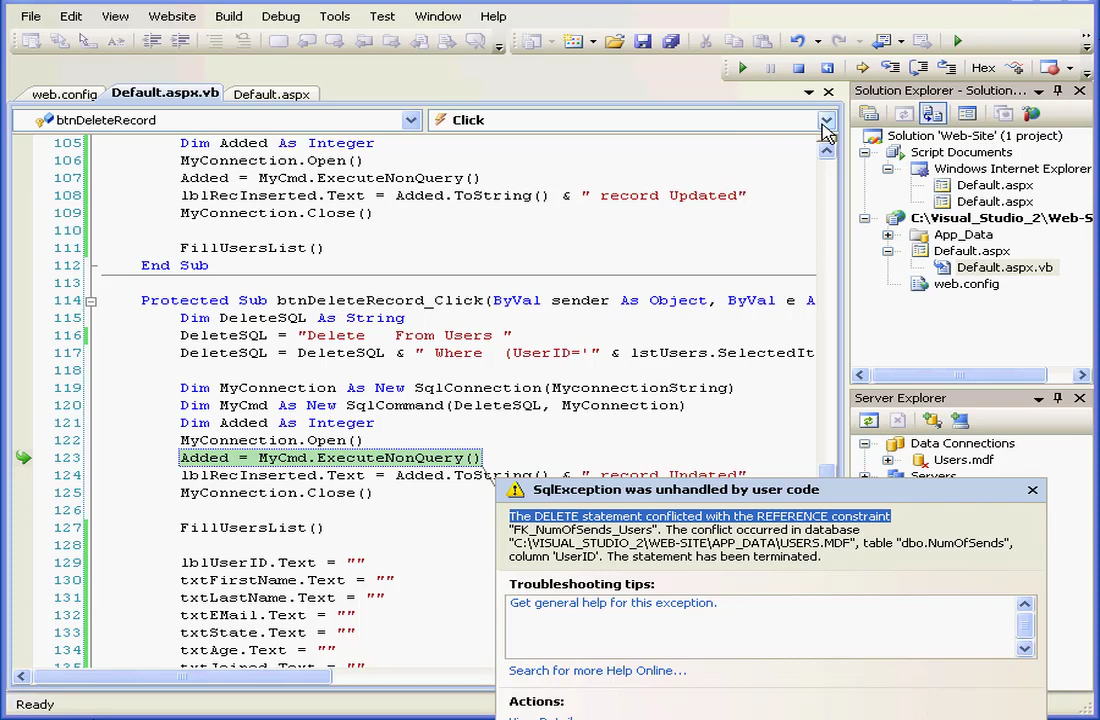 File Edit View Website Build Debug Tools Test Window Help
Hex
web.config Default.aspx.vb Default.aspx
btnDeleteRecord Click
105 Dim Added As Integer
106 MyConnection.Open()
107 Added = MyCmd.ExecuteNonQuery()
108 lblRecInserted.Text = Added.ToString() & " record Updated"
109 MyConnection.Close()
110
111 FillUsersList()
112 End Sub
113
114 Protected Sub btnDeleteRecord_Click(ByVal sender As Object, ByVal e A
115 Dim DeleteSQL As String
116 DeleteSQL = "Delete From Users "
117 DeleteSQL = DeleteSQL & " Where (UserID='" & lstUsers.SelectedIt
118
119 Dim MyConnection As New SqlConnection(MyconnectionString)
120 Dim MyCmd As New SqlCommand(DeleteSQL, MyConnection)
121 Dim Added As Integer
122 MyConnection.Open()
123 Added = MyCmd.ExecuteNonQuery()
124 lblRecInserted.Text = Added.ToString() & " record Updated"
125 MyConnection.Close()
126
127 FillUsersList()
128
129 lblUserID.Text = ""
130 txtFirstName.Text = ""
131 txtLastName.Text = ""
132 txtEMail.Text = ""
133 txtState.Text = ""
134 txtAge.Text = ""
135 txtJoined.Text = ""
SqlException was unhandled by user code
The DELETE statement conflicted with the REFERENCE constraint
"FK_NumOfSends_Users". The conflict occurred in database
"C:\VISUAL_STUDIO_2\WEB-SITE\APP_DATA\USERS.MDF", table "dbo.NumOfSends",
column 'UserID'. The statement has been terminated.
Troubleshooting tips:
Get general help for this exception.
Search for more Help Online...
Actions:
Solution Explorer - Solution...
Solution 'Web-Site' (1 project)
Script Documents
Windows Internet Explorer
Default.aspx
Default.aspx
C:\Visual_Studio_2\Web-S
App_Data
Default.aspx
Default.aspx.vb
web.config
Server Explorer
Data Connections
Users.mdf
Servers
Ready